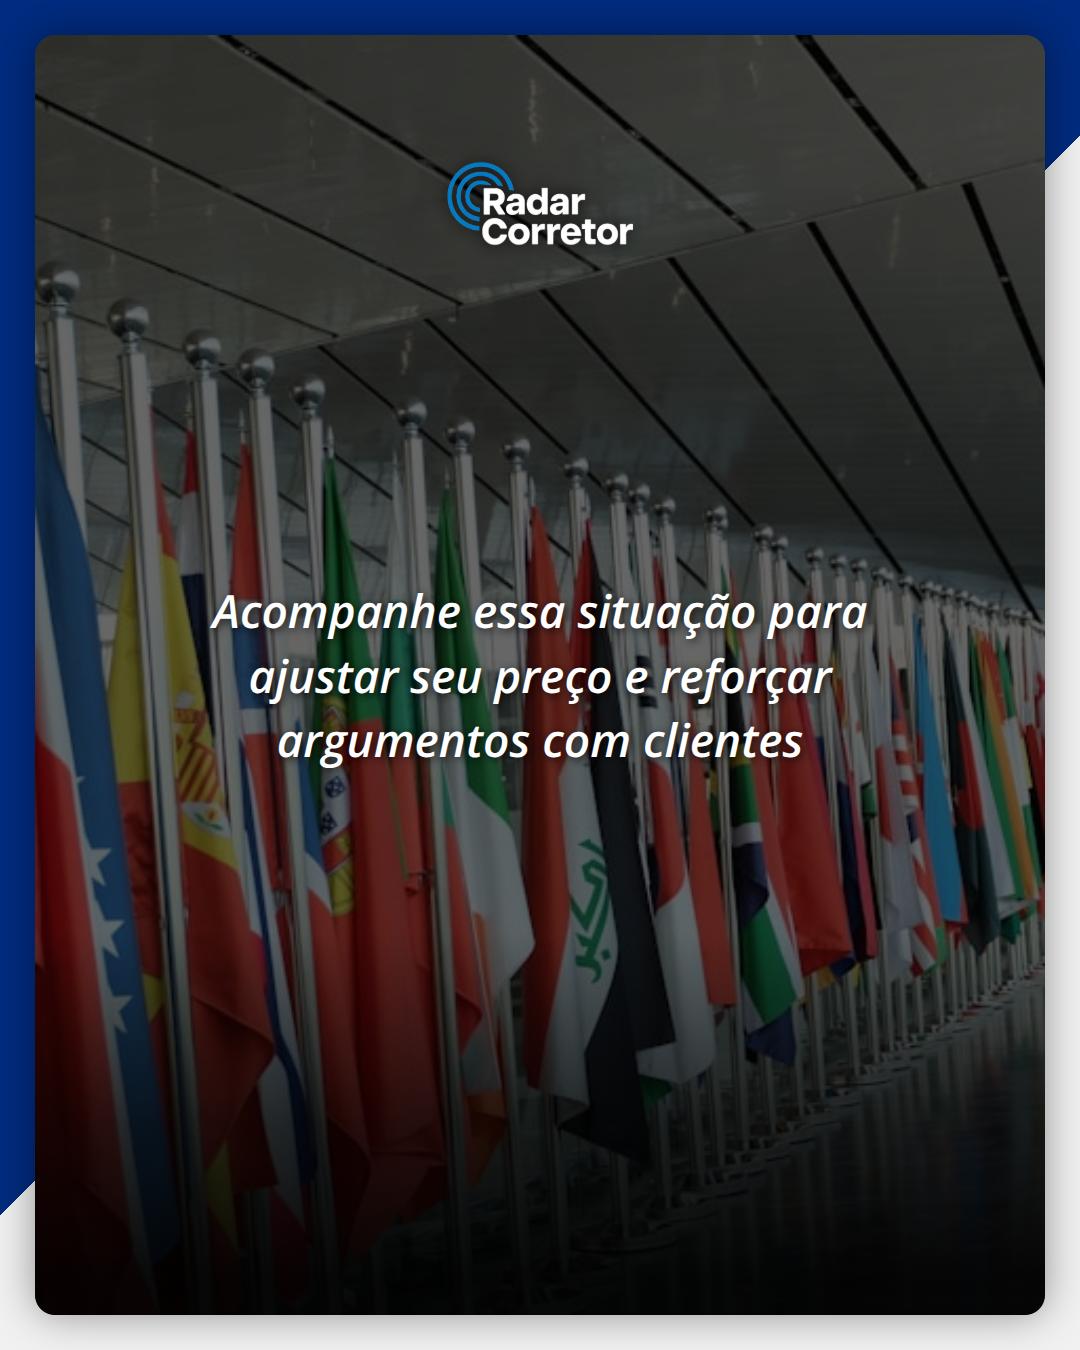 Radar
Corretor
Acompanhe essa situação para
ajustar seu preço e reforçar
argumentos com clientes